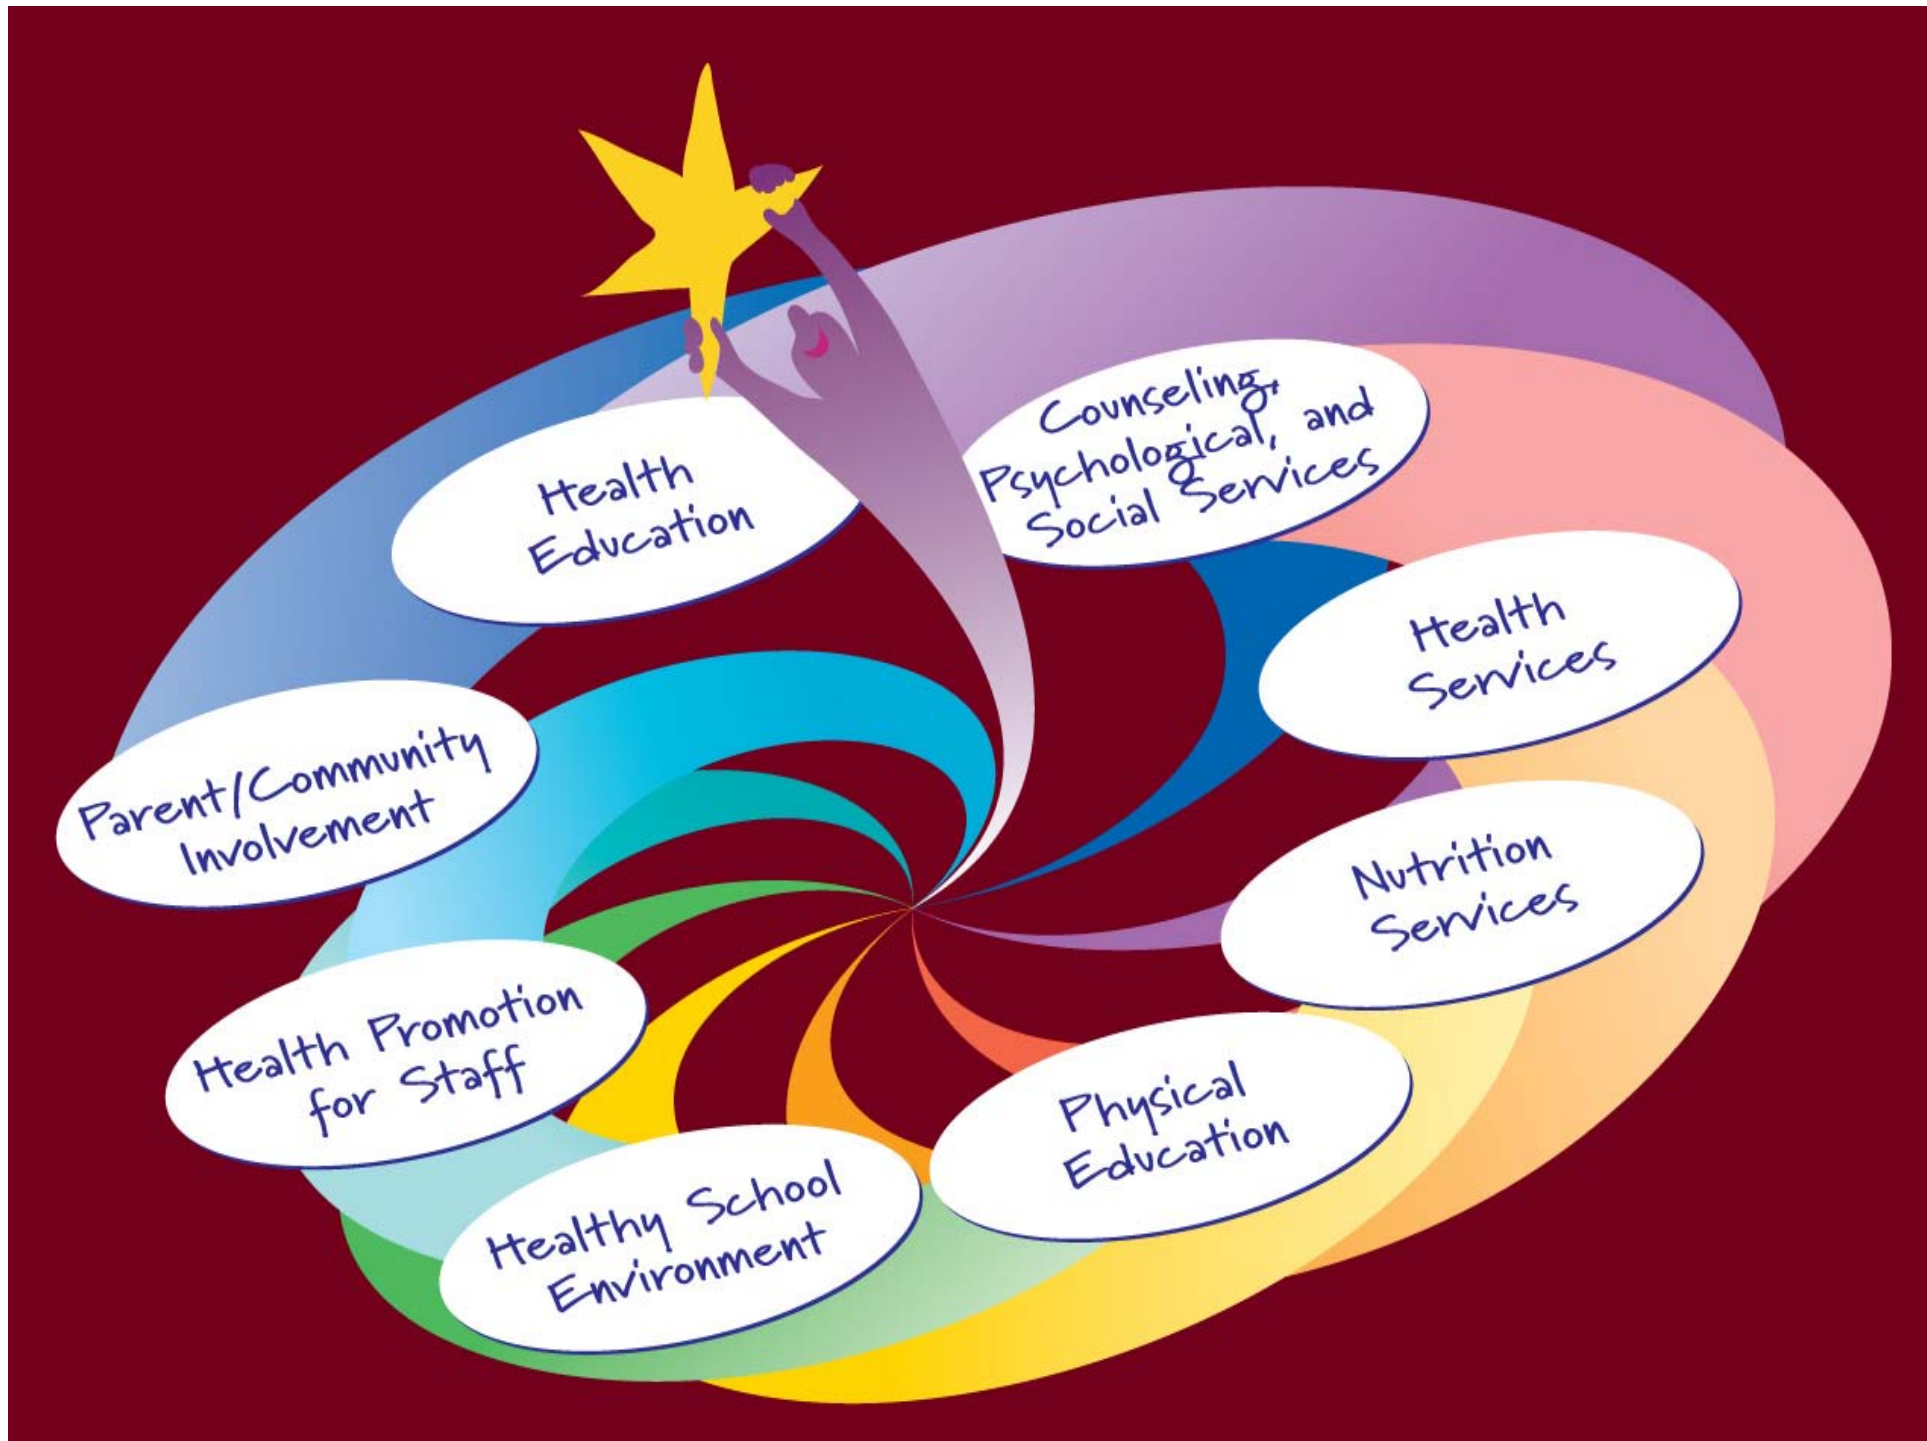 Health
Education
Counseling,
Psychological, and
Social Services
Health
Services
Nutrition
Services
Physical
Education
Healthy School
Environment
Health Promotion
for Staff
Parent/Community
Involvement